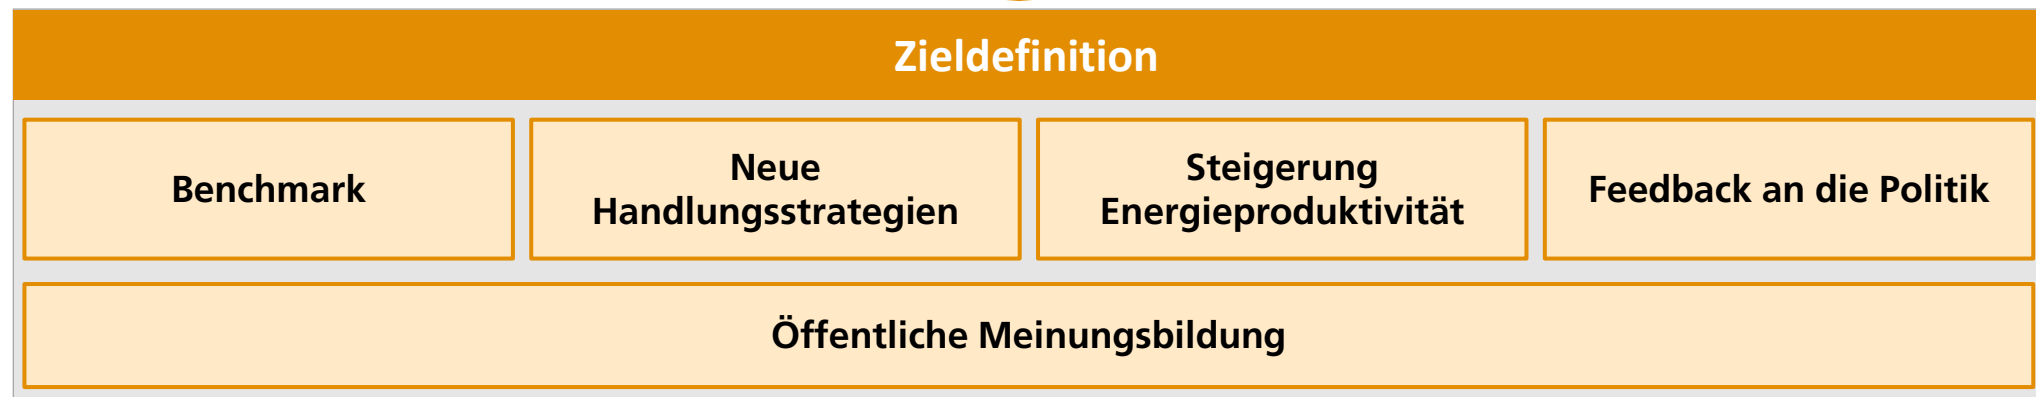 Zieldefinition
Benchmark
Neue
Handlungsstrategien
Steigerung
Energieproduktivität
Feedback an die Politik
Öffentliche Meinungsbildung